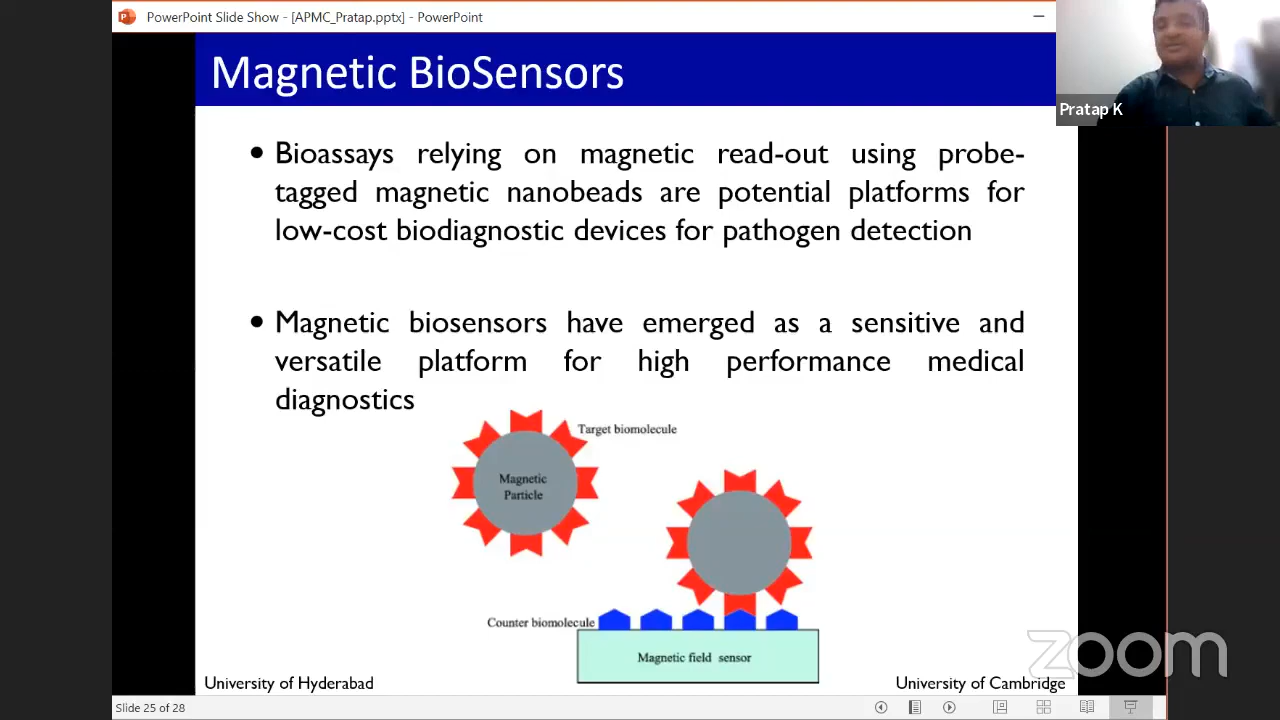 PowerPoint Slide Show - [APMC_Pratap.pptx] - PowerPoint
Magnetic BioSensors
Pratap K
• Bioassays relying on magnetic read-out using probe-
tagged magnetic nanobeads are potential platforms for
low-cost biodiagnostic devices for pathogen detection
• Magnetic biosensors have emerged as a sensitive and
versatile platform for high performance medical
diagnostics
Target biomolecule
Magnetic
Particle
Counter biomolecule
Magnetic field sensor
zoom
University of Hyderabad
University of Cambridge
Slide 25 of 28